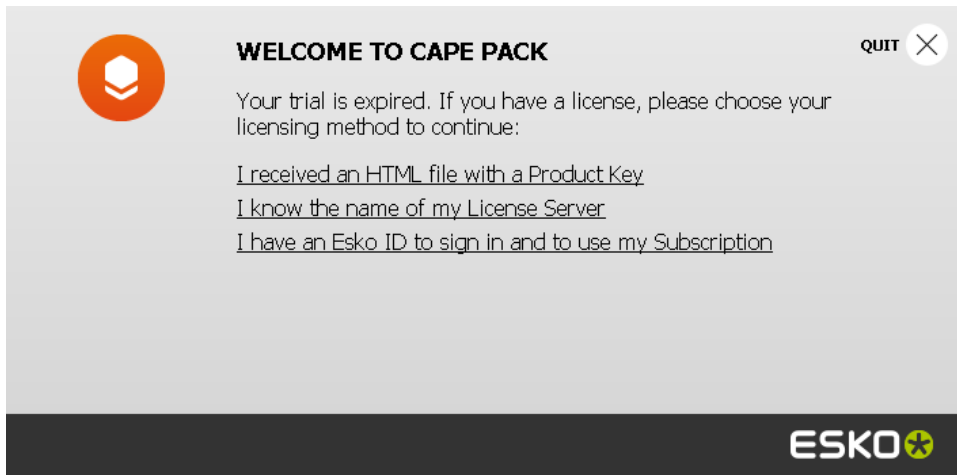 WELCOME TO CAPE PACK
QUIT
Your trial is expired. If you have a license, please choose your
licensing method to continue:
I received an HTML file with a Product Key
I know the name of my License Server
I have an Esko ID to sign in and to use my Subscription
ESKO